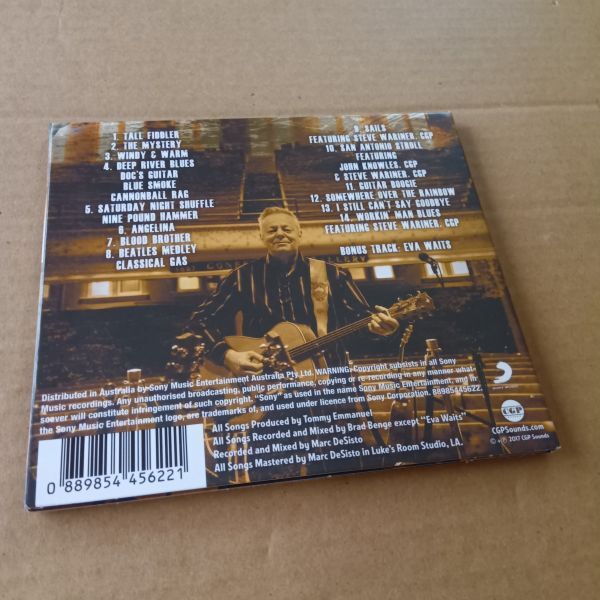 1. TALL FIDDLER
2. THE MYSTERY
3. WINDY & WARM
4. DEEP RIVER BLUES
DOC'S GUITAR
BLUE SMOKE
CANNONBALL RAG
5. SATURDAY NIGHT SHUFFLE
NINE POUND HAMMER
6. ANGELINA
7. BLOOD BROTHER
8. BEATLES MEDLEY
CLASSICAL GAS
9. SAILS
FEATURING STEVE WARINER, CGP
10. SAN ANTONIO STROLL
FEATURING
JOHN KNOWLES, CGP
& STEVE WARINER, CGP
11. GUITAR BOOGIE
12. SOMEWHERE OVER THE RAINBOW
13. I STILL CAN'T SAY GOODBYE
14. WORKIN' MAN BLUES
FEATURING STEVE WARINER, CGP
BONUS TRACK: EVA WAITS
Distributed in Australia by Sony Music Entertainment Australia Pty Ltd. WARNING: Copyright subsists in all Sony
Music recordings. Any unauthorised broadcasting, public performance, copying or re-recording in any manner what-
soever will constitute infringement of such copyright. "Sony" as used in the name Sony Music Entertainment, and in
the Sony Music Entertainment logo, are trademarks of, and used under licence from Sony Corporation. 88985445622.
All Songs Produced by Tommy Emmanuel
All Songs Recorded and Mixed by Brad Benge except "Eva Waits"
Recorded and Mixed by Marc DeSisto
All Songs Mastered by Marc DeSisto in Luke's Room Studio, LA.
CGP
CGPSounds.com
2017 CGP Sounds
0 889854 456221